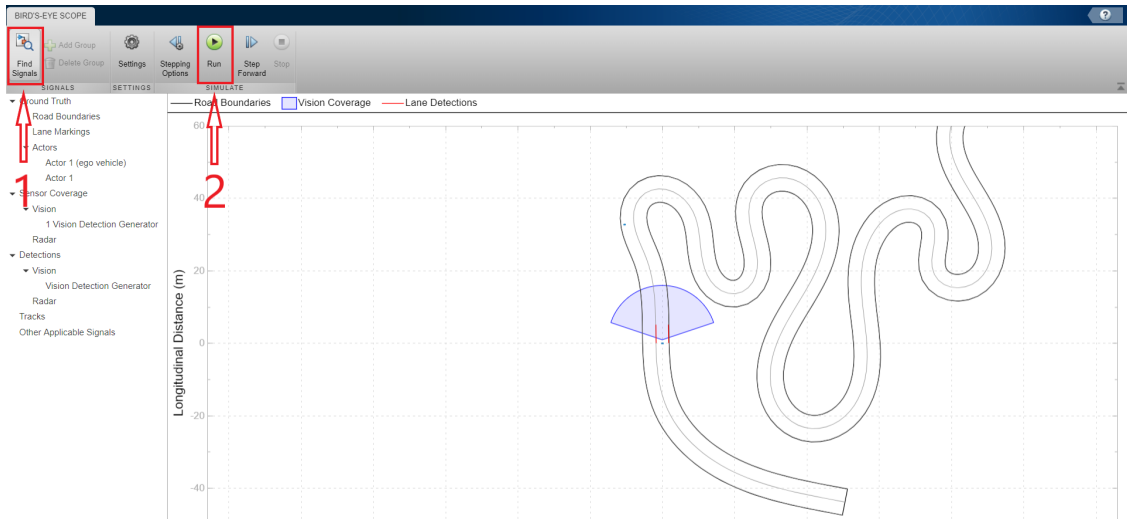 BIRD'S-EYE SCOPE
?
Add Group
Delete Group
Find
Signals
Settings
Stepping
Options
Run
Step
Forward
Stop
SIGNALS
SETTINGS
SIMULATE
Ground Truth
Road Boundaries
Lane Markings
Actors
Actor 1 (ego vehicle)
Actor 1
Sensor Coverage
Vision
1 Vision Detection Generator
Radar
Detections
Vision
Vision Detection Generator
Radar
Tracks
Other Applicable Signals
1
2
Road Boundaries Vision Coverage Lane Detections
Longitudinal Distance (m)
60
40
20
0
-20
-40